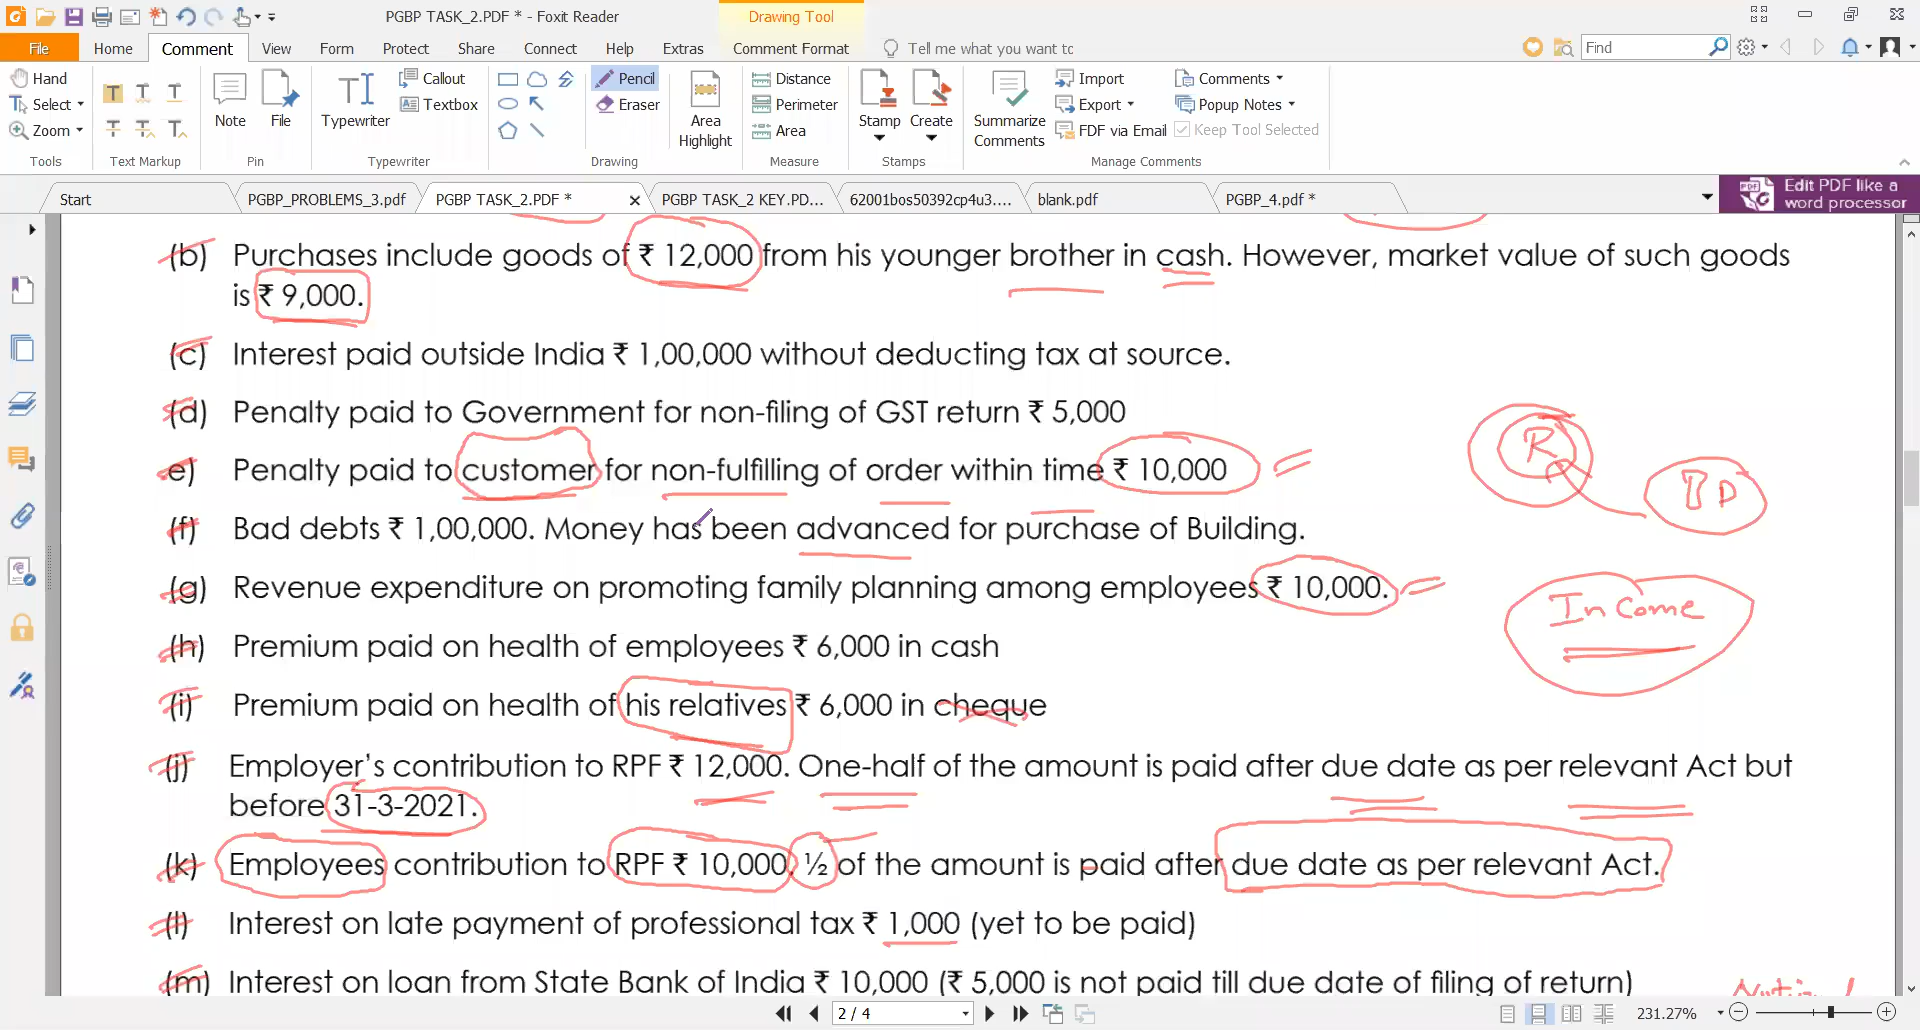 PGBP TASK_2.PDF * - Foxit Reader
Drawing Tool
File Home Comment View Form Protect Share Connect Help Extras Comment Format Tell me what you want to Find
Hand
Select
Zoom
Tools
Text Markup
Note
File
Pin
Typewriter
Callout
Textbox
Typewriter
Pencil
Eraser
Drawing
Area
Highlight
Distance
Perimeter
Area
Measure
Stamp
Create
Stamps
Summarize
Comments
Import
Export
FDF via Email
Comments
Popup Notes
Keep Tool Selected
Manage Comments
Start PGBP_PROBLEMS_3.pdf PGBP TASK_2.PDF * PGBP TASK_2 KEY.PD... 62001bos50392cp4u3.... blank.pdf PGBP_4.pdf *
Edit PDF like a
word processor
(b) Purchases include goods of ₹ 12,000 from his younger brother in cash. However, market value of such goods
is ₹ 9,000.
(c) Interest paid outside India ₹ 1,00,000 without deducting tax at source.
(d) Penalty paid to Government for non-filing of GST return ₹ 5,000
(e) Penalty paid to customer for non-fulfilling of order within time ₹ 10,000
R
(f) Bad debts ₹ 1,00,000. Money has been advanced for purchase of Building.
(g) Revenue expenditure on promoting family planning among employees ₹ 10,000.
Income
(h) Premium paid on health of employees ₹ 6,000 in cash
(i) Premium paid on health of his relatives ₹ 6,000 in cheque
(j) Employer's contribution to RPF ₹ 12,000. One-half of the amount is paid after due date as per relevant Act but
before 31-3-2021.
(k) Employees contribution to RPF ₹ 10,000. ½ of the amount is paid after due date as per relevant Act.
(l) Interest on late payment of professional tax ₹ 1,000 (yet to be paid)
(m) Interest on loan from State Bank of India ₹ 10,000 (₹ 5,000 is not paid till due date of filing of return)
2 / 4
231.27%